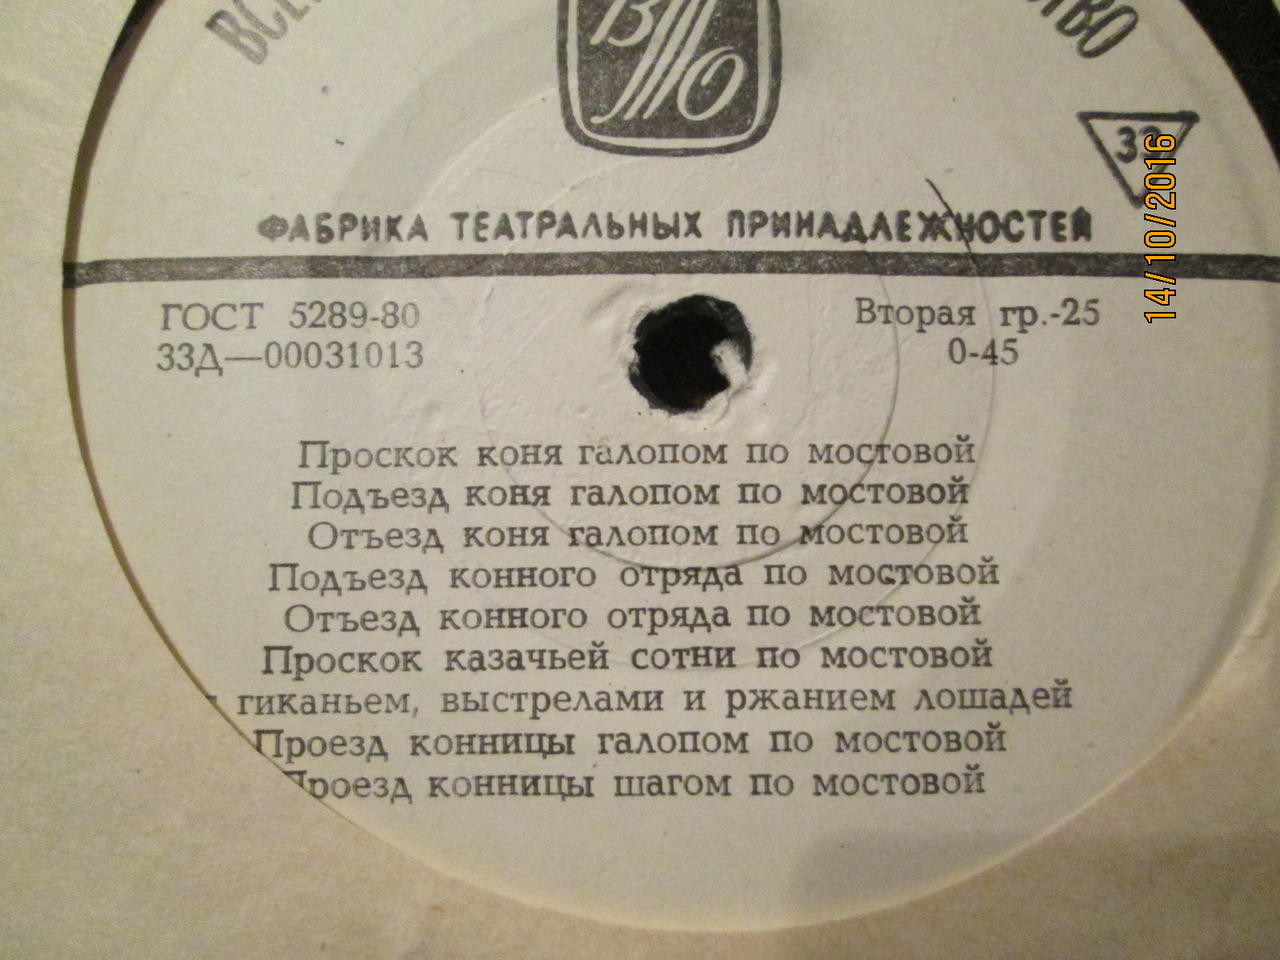 ВТО
33
ФАБРИКА ТЕАТРАЛЬНЫХ ПРИНАДЛЕЖНОСТЕЙ
ГОСТ 5289-80
33Д—00031013
Вторая гр.-25
0-45
Проскок коня галопом по мостовой
Подъезд коня галопом по мостовой
Отъезд коня галопом по мостовой
Подъезд конного отряда по мостовой
Отъезд конного отряда по мостовой
Проскок казачьей сотни по мостовой
гиканьем, выстрелами и ржанием лошадей
Проезд конницы галопом по мостовой
Проезд конницы шагом по мостовой
14/10/2016